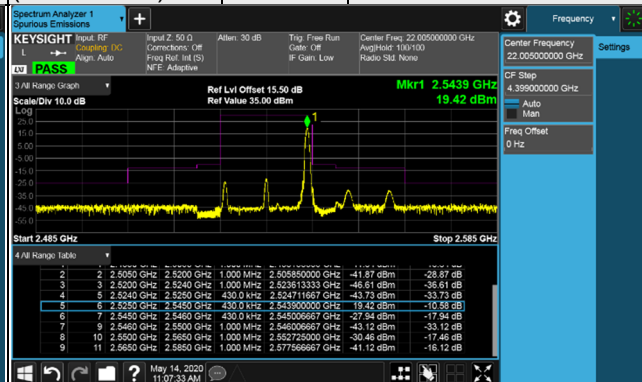 Spectrum Analyzer 1
Spurious Emissions
Frequency
KEYSIGHT
L
LXI
PASS
Input: RF
Coupling: DC
Align: Auto
Input Z: 50 Ω
Corrections: Off
Freq Ref: Int (S)
NFE: Adaptive
Atten: 30 dB
Trig: Free Run
Gate: Off
IF Gain: Low
Center Freq: 22.005000000 GHz
Avg|Hold: 100/100
Radio Std: None
Center Frequency
22.005000000 GHz
Settings
CF Step
4.399000000 GHz
Auto
Man
Freq Offset
0 Hz
3 All Range Graph
Scale/Div 10.0 dB
Ref Lvl Offset 15.50 dB
Ref Value 35.00 dBm
Mkr1 2.5439 GHz
19.42 dBm
Log
25.0
15.0
5.00
-5.00
-15.0
-25.0
-35.0
-45.0
-55.0
1
Start 2.485 GHz
Stop 2.585 GHz
4 All Range Table
2 2 2.5050 GHz 2.5200 GHz 1.000 MHz 2.505850000 GHz -41.87 dBm -28.87 dB
3 3 2.5200 GHz 2.5240 GHz 1.000 MHz 2.523613333 GHz -46.61 dBm -36.61 dB
4 5 2.5240 GHz 2.5250 GHz 430.0 kHz 2.524711667 GHz -43.73 dBm -33.73 dB
5 6 2.5250 GHz 2.5450 GHz 430.0 kHz 2.543900000 GHz 19.42 dBm -10.58 dB
6 7 2.5450 GHz 2.5460 GHz 430.0 kHz 2.545006667 GHz -27.94 dBm -17.94 dB
7 9 2.5460 GHz 2.5500 GHz 1.000 MHz 2.546006667 GHz -43.12 dBm -33.12 dB
8 10 2.5500 GHz 2.5650 GHz 1.000 MHz 2.552725000 GHz -30.46 dBm -17.46 dB
9 11 2.5650 GHz 2.5850 GHz 1.000 MHz 2.577566667 GHz -41.12 dBm -16.12 dB
May 14, 2020
11:07:33 AM